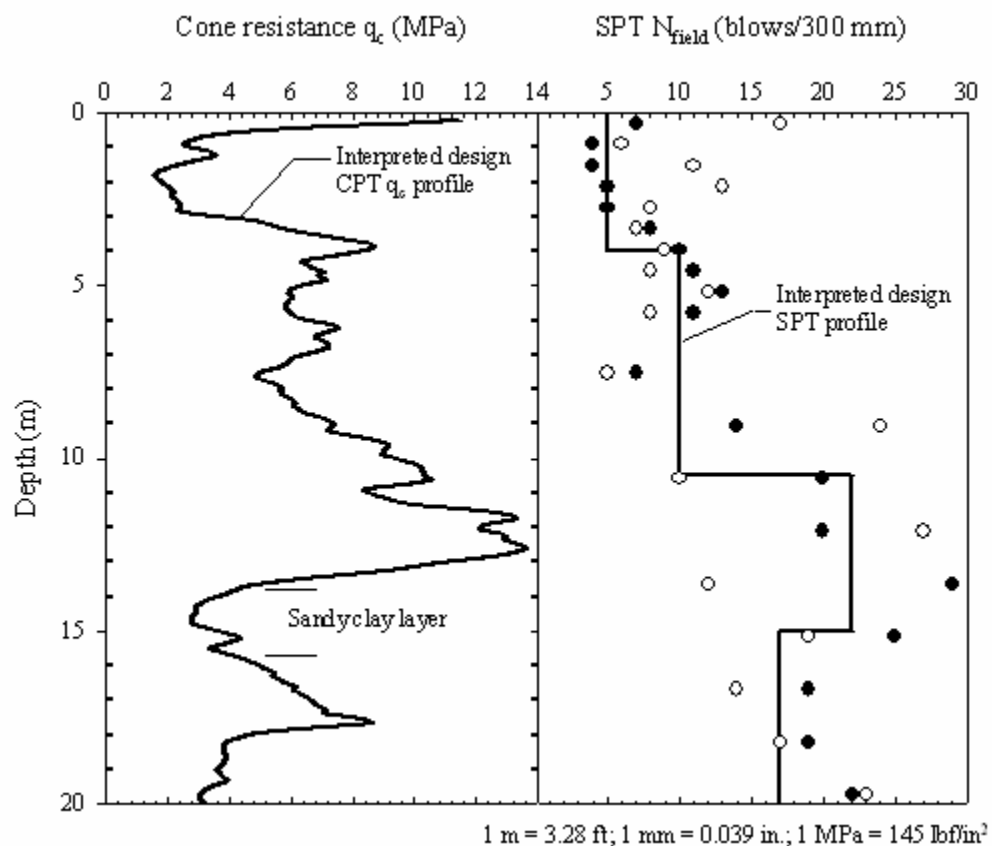 Cone resistance q_c (MPa)
SPT N_field (blows/300 mm)
0 2 4 6 8 10 12 14
5 10 15 20 25 30
0
5
10
15
20
Depth (m)
Interpreted design
CPT q_c profile
Sandy clay layer
Interpreted design
SPT profile
1 m = 3.28 ft; 1 mm = 0.039 in.; 1 MPa = 145 lbf/in²